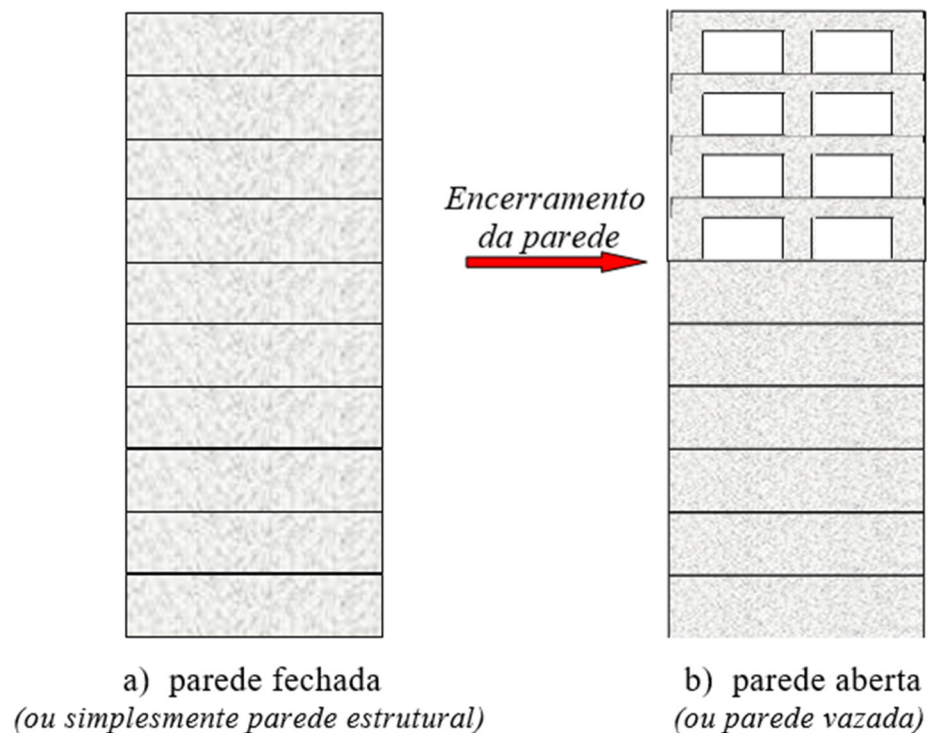 Encerramento
da parede
a) parede fechada
(ou simplesmente parede estrutural)
b) parede aberta
(ou parede vazada)